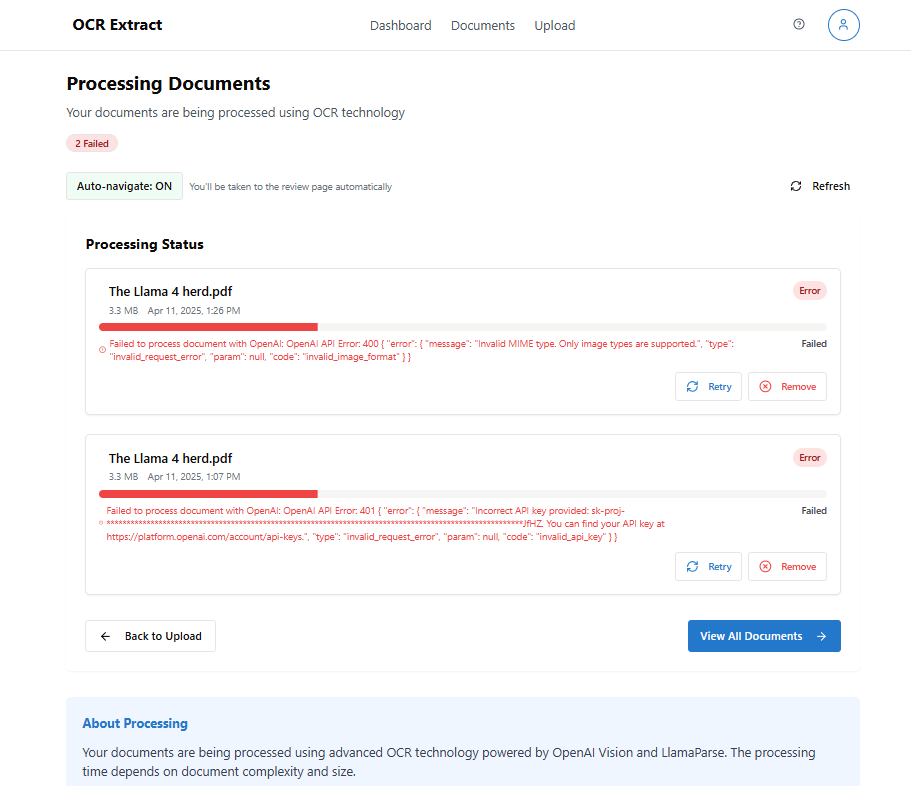 OCR Extract
Dashboard Documents Upload
Processing Documents
Your documents are being processed using OCR technology
2 Failed
Auto-navigate: ON You'll be taken to the review page automatically
Refresh
Processing Status
The Llama 4 herd.pdf
Error
3.3 MB Apr 11, 2025, 1:26 PM
Failed to process document with OpenAI: OpenAI API Error: 400 { "error": { "message": "Invalid MIME type. Only image types are supported.", "type":
"invalid_request_error", "param": null, "code": "invalid_image_format" } }
Failed
Retry
Remove
The Llama 4 herd.pdf
Error
3.3 MB Apr 11, 2025, 1:07 PM
Failed to process document with OpenAI: OpenAI API Error: 401 { "error": { "message": "Incorrect API key provided: sk-proj-
********************************************************************************************************JfHZ. You can find your API key at
https://platform.openai.com/account/api-keys.", "type": "invalid_request_error", "param": null, "code": "invalid_api_key" } }
Failed
Retry
Remove
Back to Upload
View All Documents
About Processing
Your documents are being processed using advanced OCR technology powered by OpenAI Vision and LlamaParse. The processing
time depends on document complexity and size.